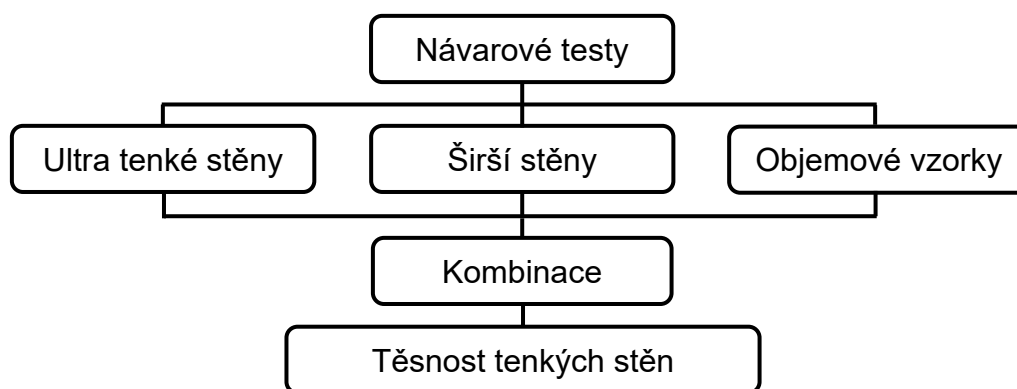 Návarové testy
Ultra tenké stěny
Širší stěny
Objemové vzorky
Kombinace
Těsnost tenkých stěn